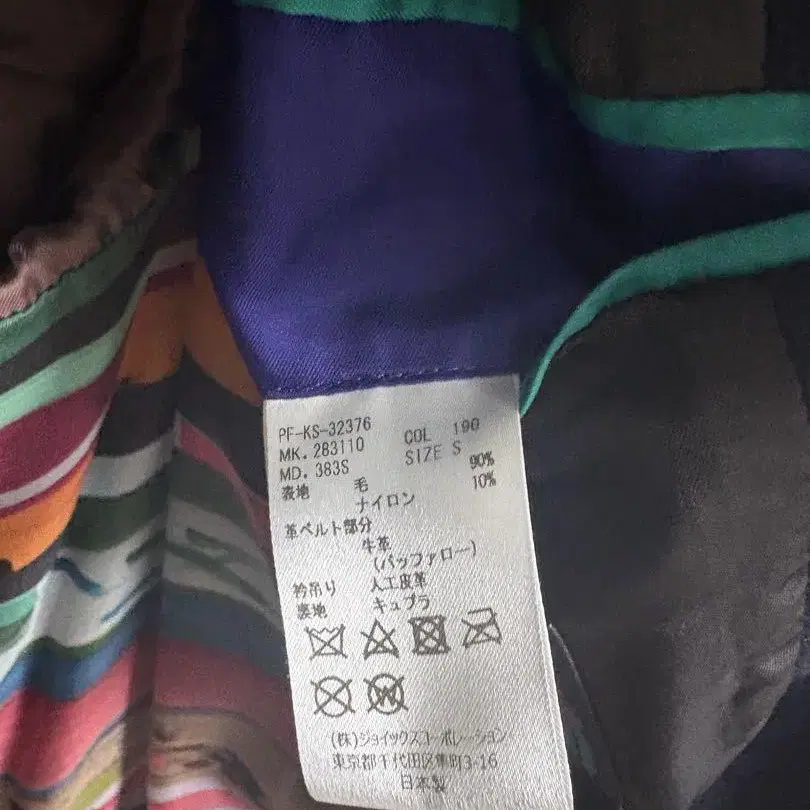 PF-KS-32376
MK. 283110 COL 190
MD. 383S SIZE S
表地 毛 90%
ナイロン 10%
革ベルト部分
牛革
(バッファロー)
衿吊り 人工皮革
裏地 キュプラ
W
(株)ジョイックスコーポレーション
東京都千代田区隼町3-16
日本製